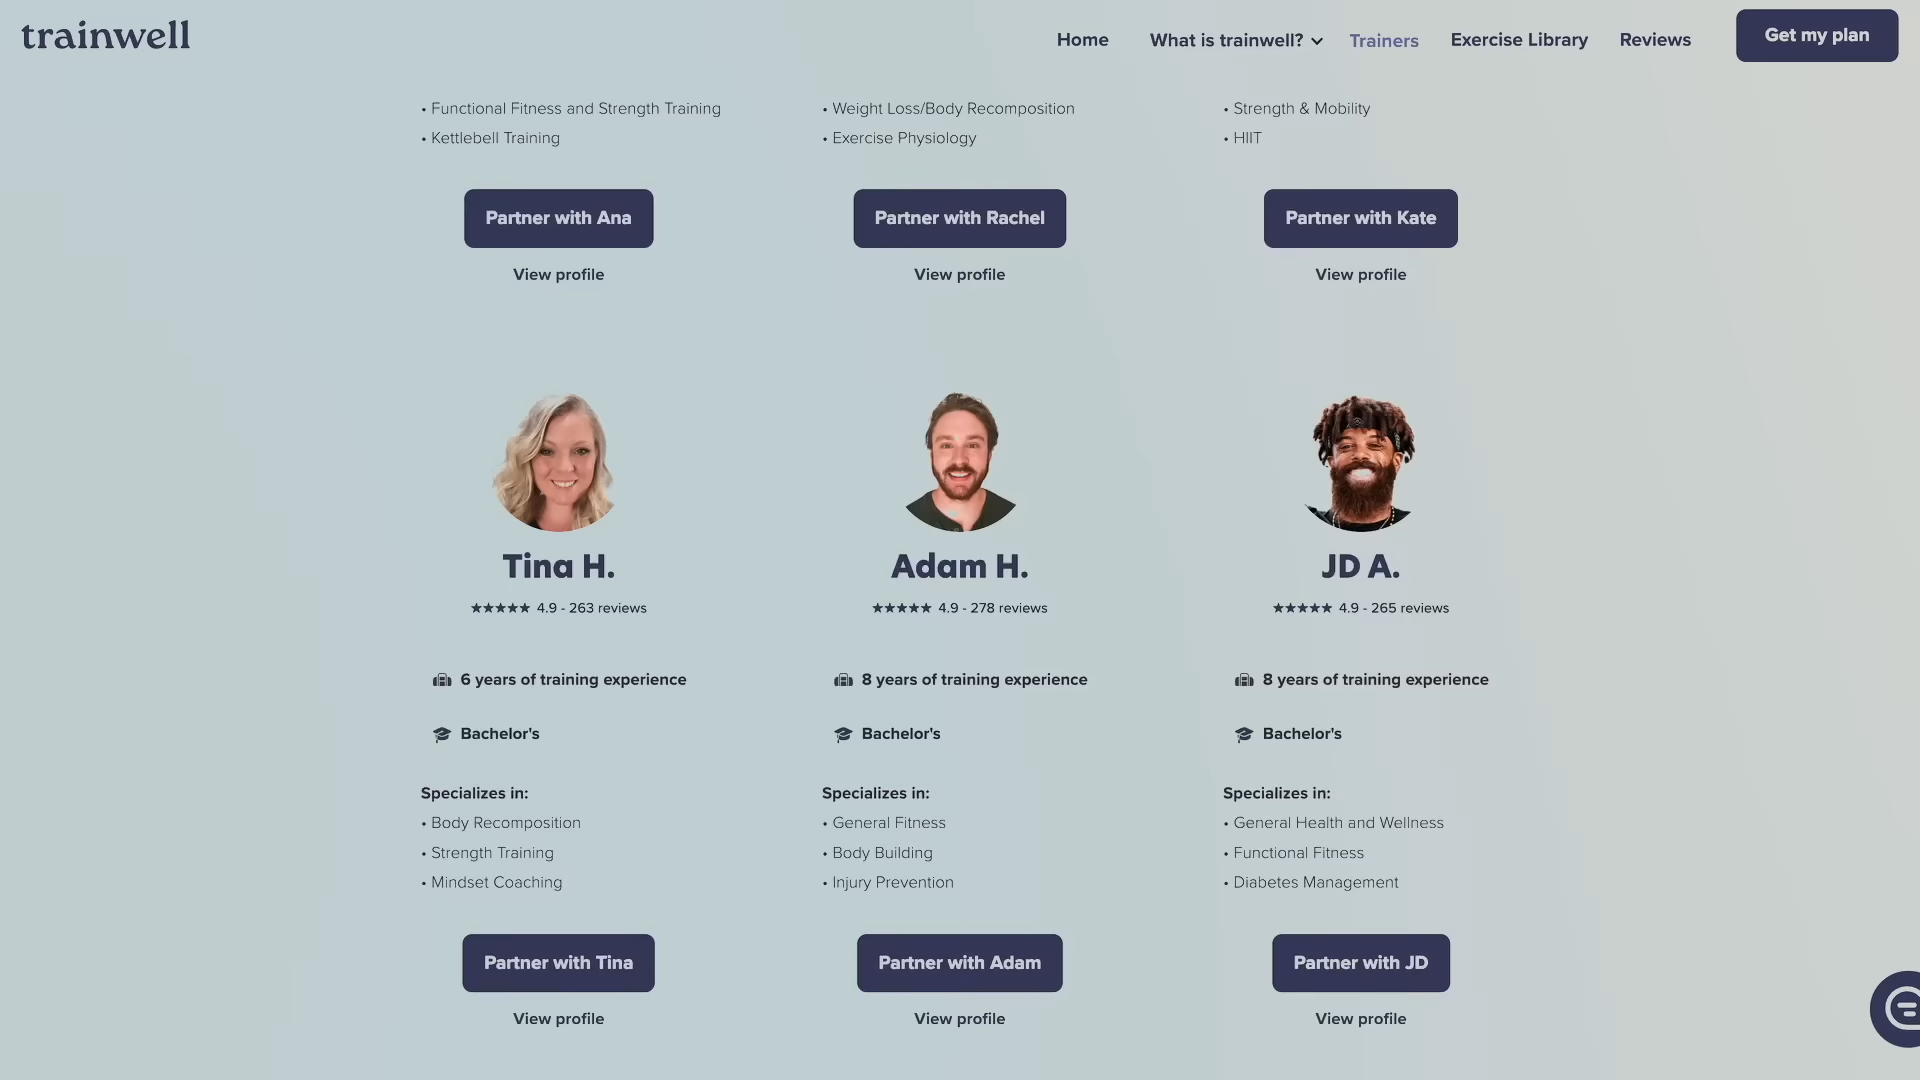 trainwell
Home
What is trainwell?
Trainers
Exercise Library
Reviews
Get my plan
• Functional Fitness and Strength Training
• Kettlebell Training
• Weight Loss/Body Recomposition
• Exercise Physiology
• Strength & Mobility
• HIIT
Partner with Ana
Partner with Rachel
Partner with Kate
View profile
View profile
View profile
Tina H.
★★★★★ 4.9 - 263 reviews
6 years of training experience
Bachelor's
Specializes in:
• Body Recomposition
• Strength Training
• Mindset Coaching
Partner with Tina
View profile
Adam H.
★★★★★ 4.9 - 278 reviews
8 years of training experience
Bachelor's
Specializes in:
• General Fitness
• Body Building
• Injury Prevention
Partner with Adam
View profile
JD A.
★★★★★ 4.9 - 265 reviews
8 years of training experience
Bachelor's
Specializes in:
• General Health and Wellness
• Functional Fitness
• Diabetes Management
Partner with JD
View profile